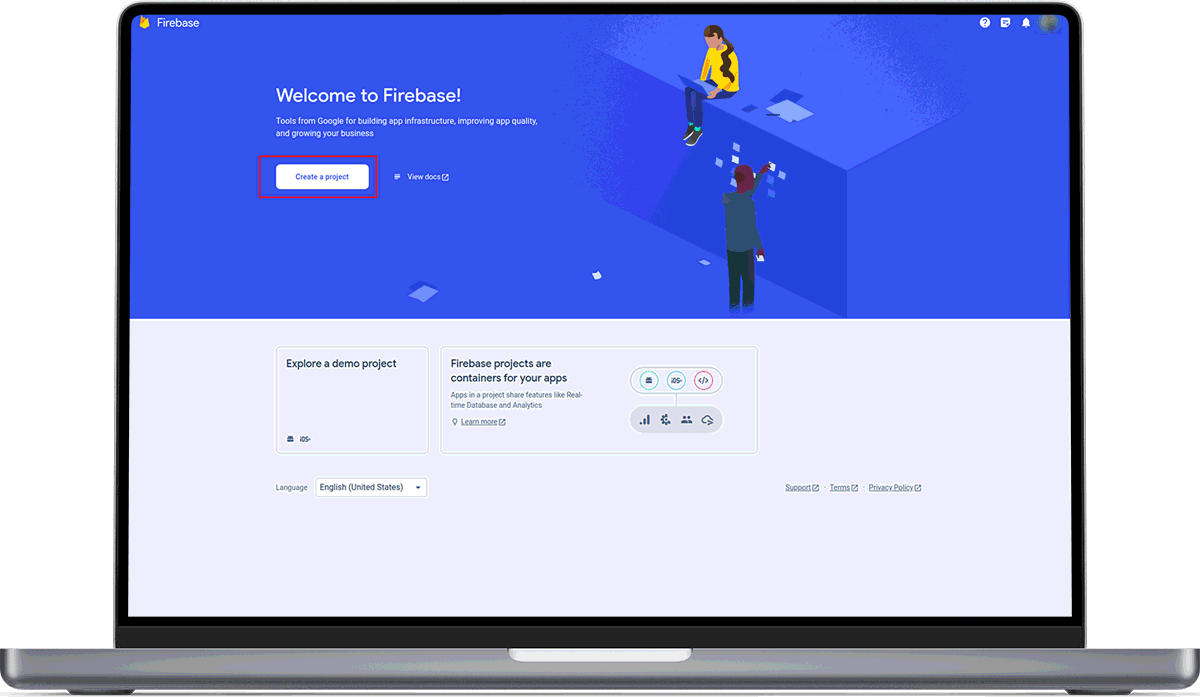 Firebase
Welcome to Firebase!
Tools from Google for building app infrastructure, improving app quality,
and growing your business
Create a project
View docs
Explore a demo project
iOS+
Firebase projects are
containers for your apps
Apps in a project share features like Real-
time Database and Analytics
Learn more
iOS+
Language
English (United States)
Support · Terms · Privacy Policy